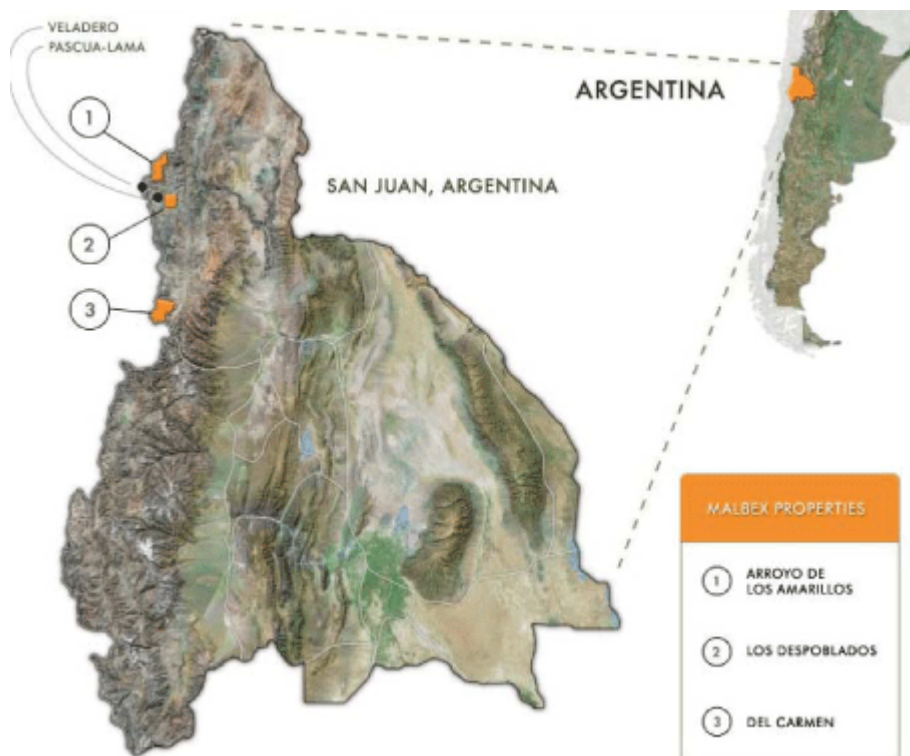 VELADERO
PASCUA-LAMA
ARGENTINA
1
SAN JUAN, ARGENTINA
2
3
MALBEX PROPERTIES
1 ARROYO DE
LOS AMARILLOS
2 LOS DESPOBLADOS
3 DEL CARMEN